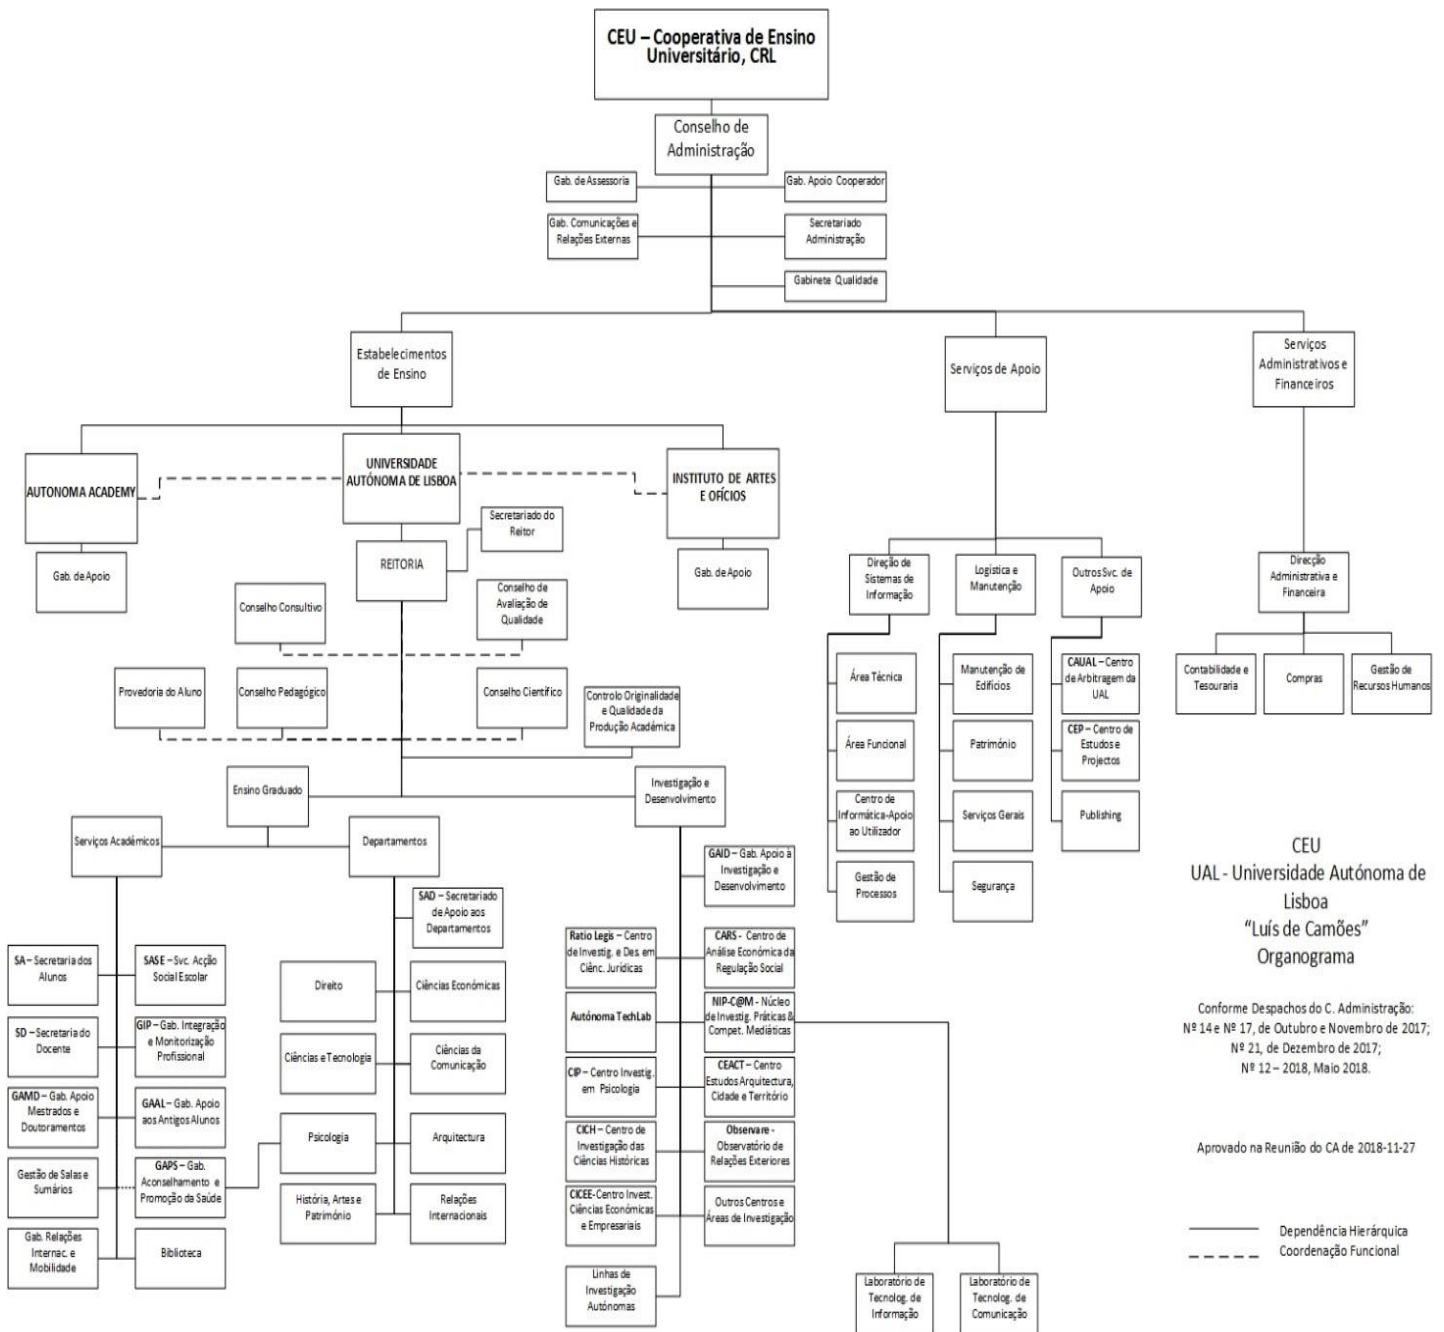 CEU – Cooperativa de Ensino
Universitário, CRL
Conselho de
Administração
Gab. de Assessoria
Gab. Apoio Cooperador
Gab. Comunicações e
Relações Externas
Secretariado
Administração
Gabinete Qualidade
Estabelecimentos
de Ensino
Serviços de Apoio
Serviços
Administrativos e
Financeiros
AUTONOMA ACADEMY
UNIVERSIDADE
AUTÓNOMA DE LISBOA
INSTITUTO DE ARTES
E OFÍCIOS
Gab. de Apoio
REITORIA
Secretariado do
Reitor
Gab. de Apoio
Conselho Consultivo
Conselho de
Avaliação de
Qualidade
Provedoria do Aluno
Conselho Pedagógico
Conselho Científico
Controlo Originalidade
e Qualidade da
Produção Académica
Direção de
Sistemas de
Informação
Logística e
Manutenção
Outros Svc. de
Apoio
Direcção
Administrativa e
Financeira
Área Técnica
Manutenção de
Edifícios
CAUAL – Centro
de Arbitragem da
UAL
Contabilidade e
Tesouraria
Compras
Gestão de
Recursos Humanos
Área Funcional
Património
CEP – Centro de
Estudos e
Projectos
Centro de
Informática-Apoio
ao Utilizador
Serviços Gerais
Publishing
Gestão de
Processos
Segurança
Ensino Graduado
Investigação e
Desenvolvimento
Serviços Académicos
Departamentos
SA – Secretaria dos
Alunos
SASE – Svc. Acção
Social Escolar
SD – Secretaria do
Docente
GIP – Gab. Integração
e Monitorização
Profissional
GAMD – Gab. Apoio
Mestrados e
Doutoramentos
GAAL – Gab. Apoio
aos Antigos Alunos
Gestão de Salas e
Sumários
GAPS – Gab.
Aconselhamento e
Promoção da Saúde
Gab. Relações
Internac. e
Mobilidade
Biblioteca
SAD – Secretariado
de Apoio aos
Departamentos
Direito
Ciências Económicas
Ciências e Tecnologia
Ciências da
Comunicação
Psicologia
Arquitectura
História, Artes e
Património
Relações
Internacionais
GAID – Gab. Apoio à
Investigação e
Desenvolvimento
Ratio Legis – Centro
de Investig. e Des. em
Ciênc. Jurídicas
CARS - Centro de
Análise Económica da
Regulação Social
Autónoma TechLab
NIP-C@M - Núcleo
de Investig. Práticas &
Compet. Mediáticas
CIP – Centro Investig.
em Psicologia
CEACT – Centro
Estudos Arquitectura,
Cidade e Território
CICH – Centro de
Investigação das
Ciências Históricas
Observare -
Observatório de
Relações Exteriores
CICEE-Centro Invest.
Ciências Económicas
e Empresariais
Outros Centros e
Áreas de Investigação
Linhas de
Investigação
Autónomas
Laboratório de
Tecnolog. de
Informação
Laboratório de
Tecnolog. de
Comunicação
CEU
UAL - Universidade Autónoma de
Lisboa
“Luís de Camões”
Organograma
Conforme Despachos do C. Administração:
Nº 14 e Nº 17, de Outubro e Novembro de 2017;
Nº 21, de Dezembro de 2017;
Nº 12 – 2018, Maio 2018.
Aprovado na Reunião do CA de 2018-11-27
Dependência Hierárquica
Coordenação Funcional